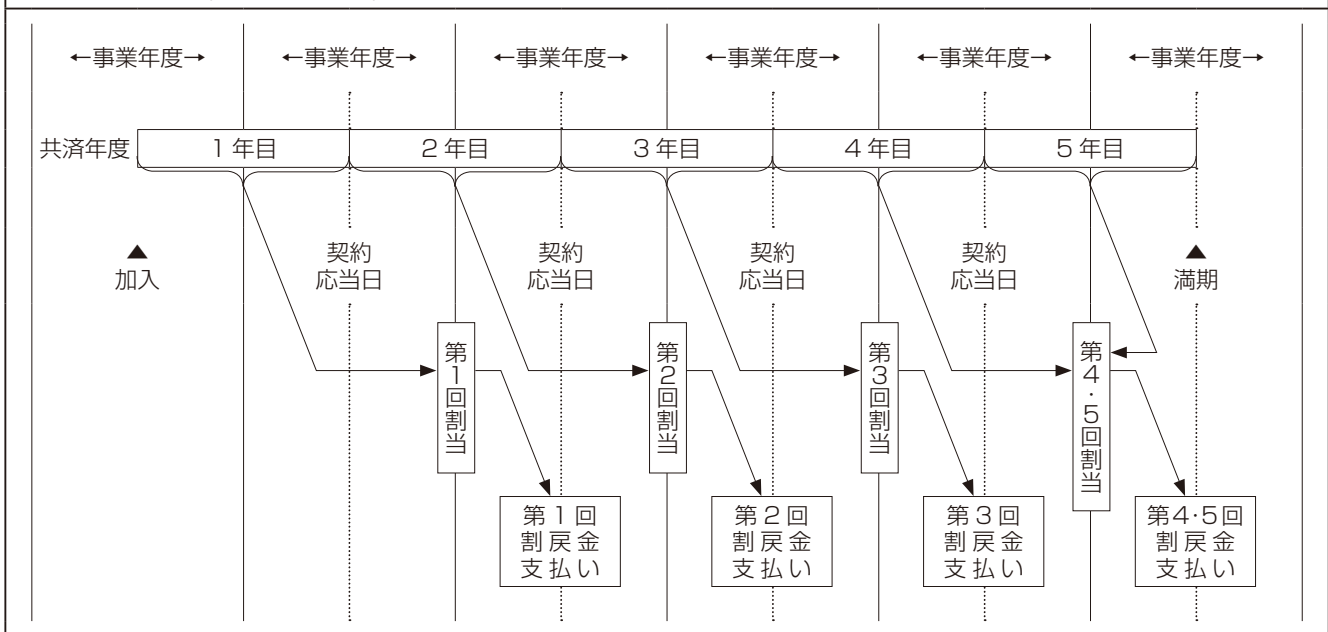 ←事業年度→ ←事業年度→ ←事業年度→ ←事業年度→ ←事業年度→ ←事業年度→
共済年度 1年目 2年目 3年目 4年目 5年目
▲
加入
契約
応当日
契約
応当日
契約
応当日
契約
応当日
▲
満期
第1回割当
第2回割当
第3回割当
第4・5回割当
第1回
割戻金
支払い
第2回
割戻金
支払い
第3回
割戻金
支払い
第4・5回
割戻金
支払い